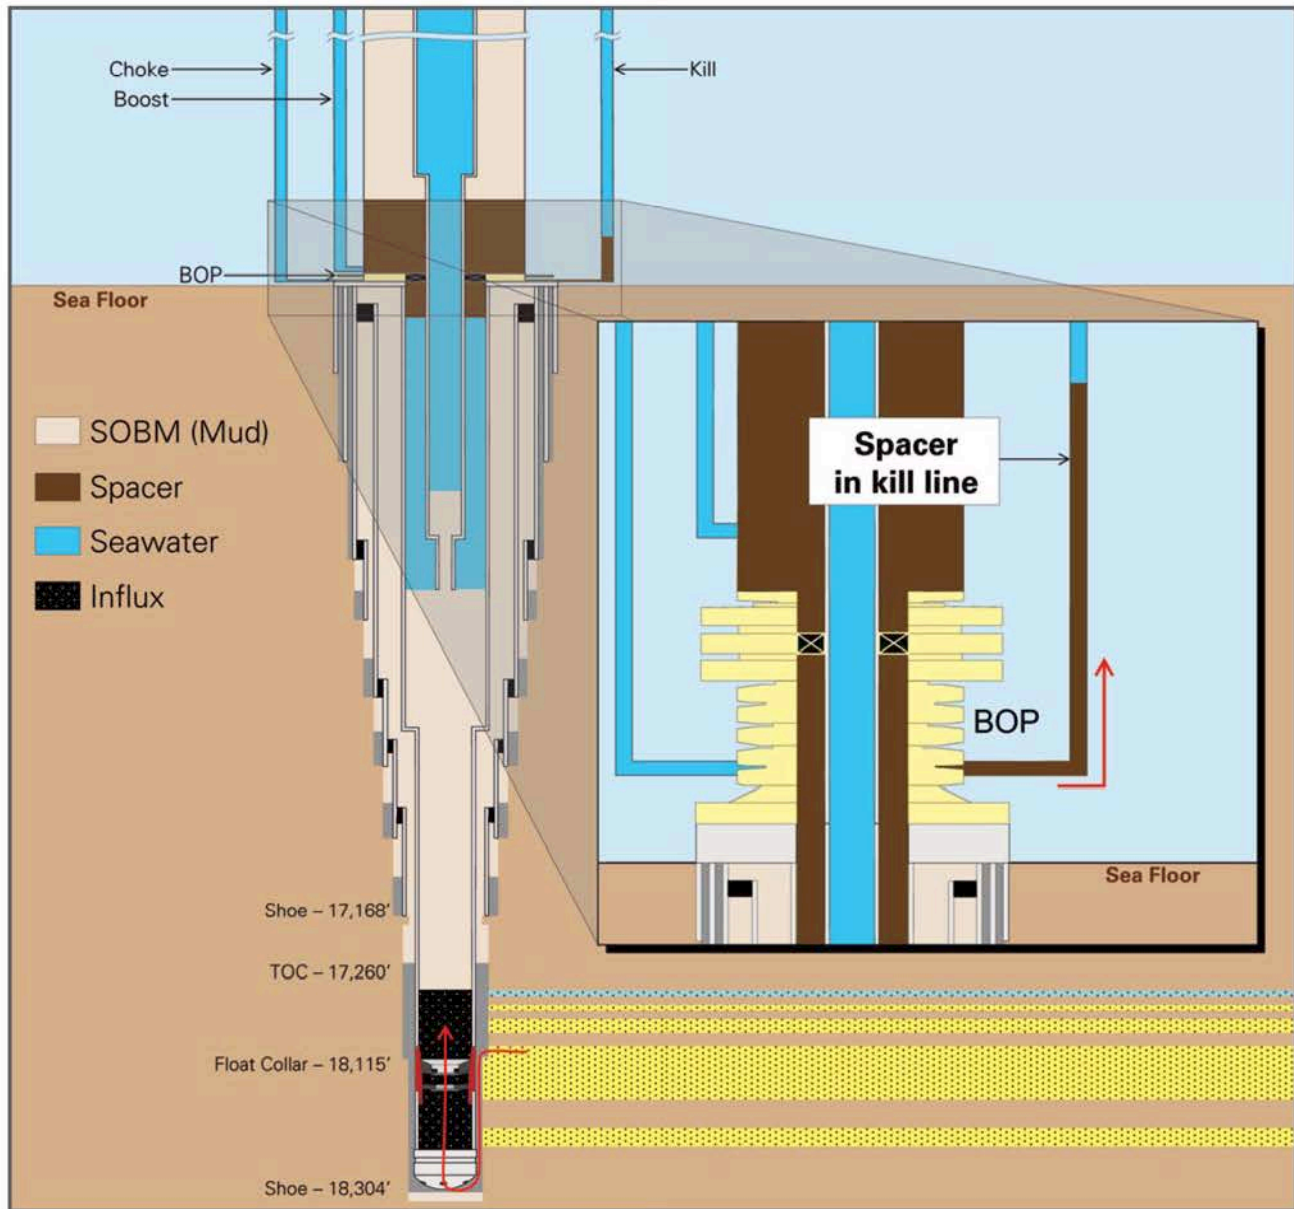 Choke
Boost
Kill
BOP
Sea Floor
SOBM (Mud)
Spacer
Seawater
Influx
Spacer
in kill line
BOP
Sea Floor
Shoe – 17,168’
TOC – 17,260’
Float Collar – 18,115’
Shoe – 18,304’